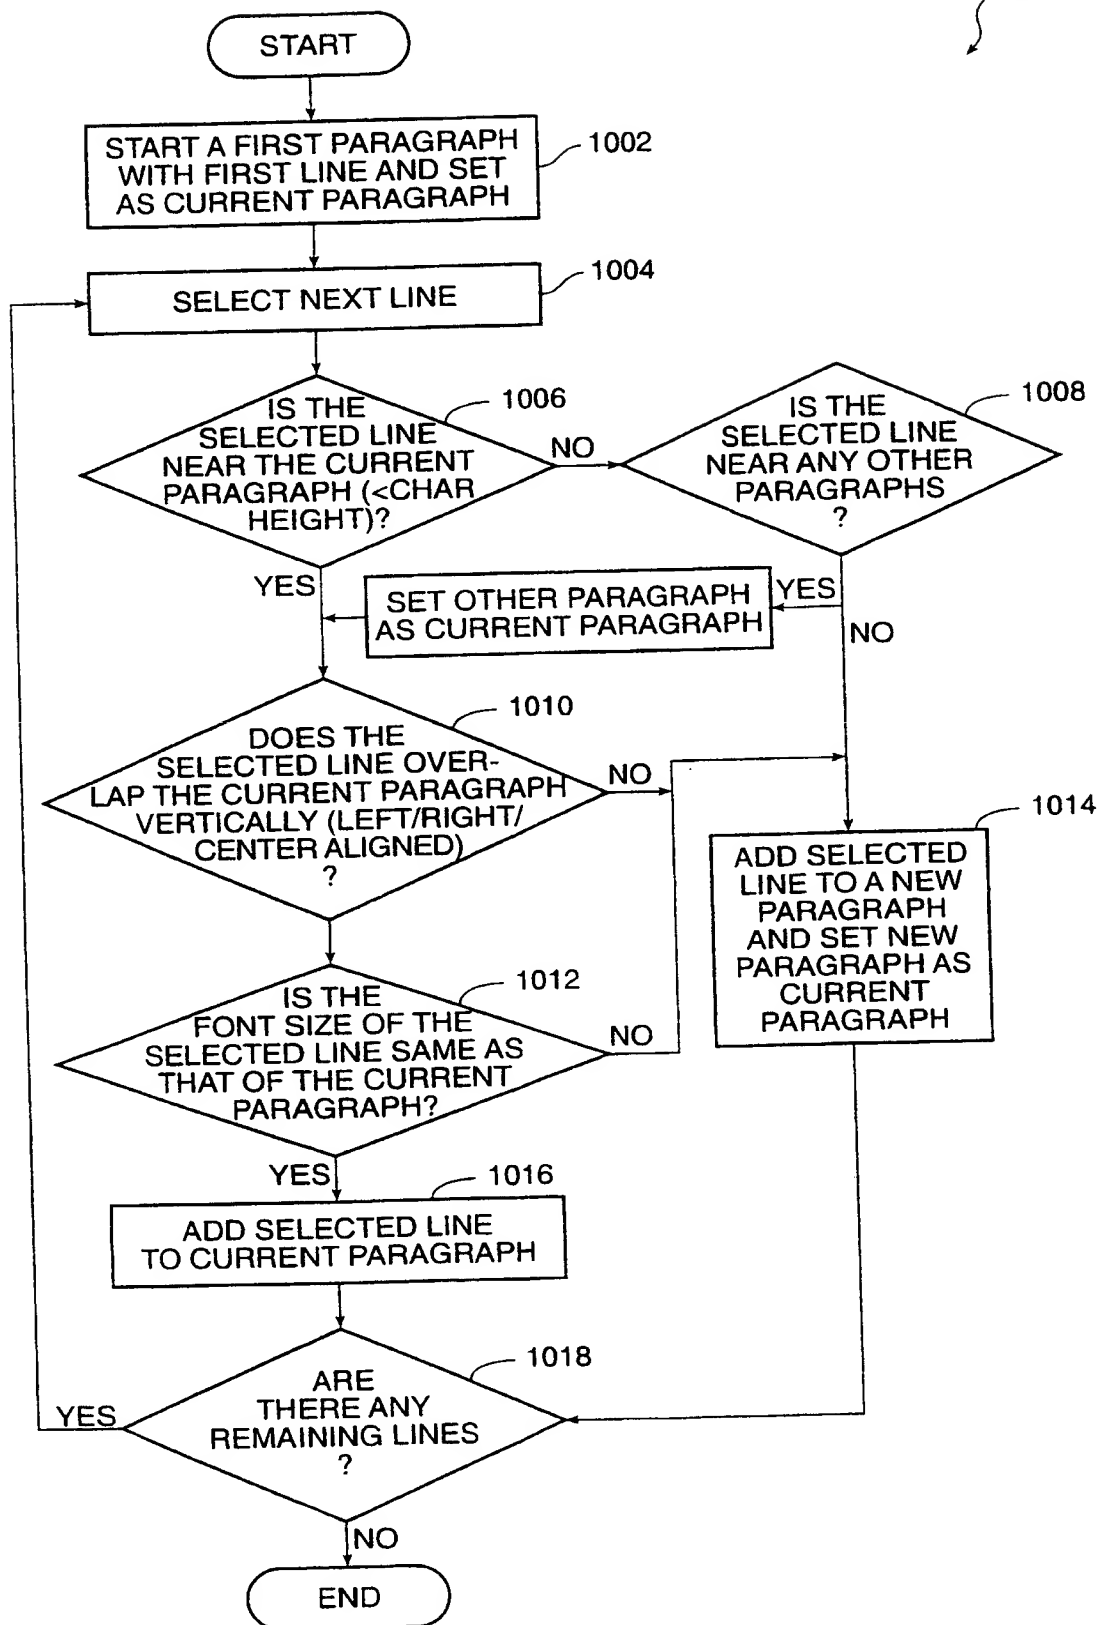 START
START A FIRST PARAGRAPH
WITH FIRST LINE AND SET
AS CURRENT PARAGRAPH
1002
SELECT NEXT LINE
1004
IS THE
SELECTED LINE
NEAR THE CURRENT
PARAGRAPH (<CHAR
HEIGHT)?
1006
NO
IS THE
SELECTED LINE
NEAR ANY OTHER
PARAGRAPHS
?
1008
YES
SET OTHER PARAGRAPH
AS CURRENT PARAGRAPH
YES
NO
DOES THE
SELECTED LINE OVER-
LAP THE CURRENT PARAGRAPH
VERTICALLY (LEFT/RIGHT/
CENTER ALIGNED)
?
1010
NO
ADD SELECTED
LINE TO A NEW
PARAGRAPH
AND SET NEW
PARAGRAPH AS
CURRENT
PARAGRAPH
1014
IS THE
FONT SIZE OF THE
SELECTED LINE SAME AS
THAT OF THE CURRENT
PARAGRAPH?
1012
NO
YES
1016
ADD SELECTED LINE
TO CURRENT PARAGRAPH
ARE
THERE ANY
REMAINING LINES
?
1018
YES
NO
END